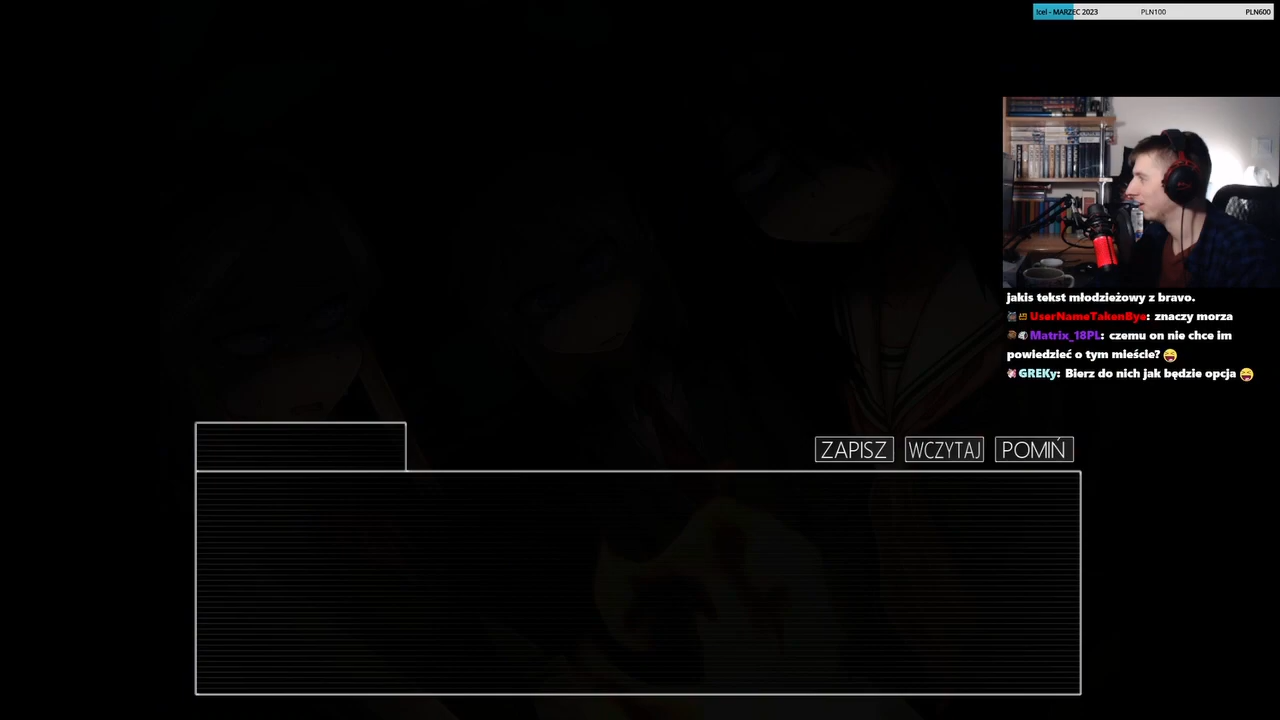 !cel - MARZEC 2023 PLN100 PLN600
jakis tekst młodzieżowy z bravo.
UserNameTakenBye: znaczy morza
Matrix_18PL: czemu on nie chce im
powiedzieć o tym mieście? 😝
GREKy: Bierz do nich jak będzie opcja 😝
ZAPISZ WCZYTAJ POMIŃ